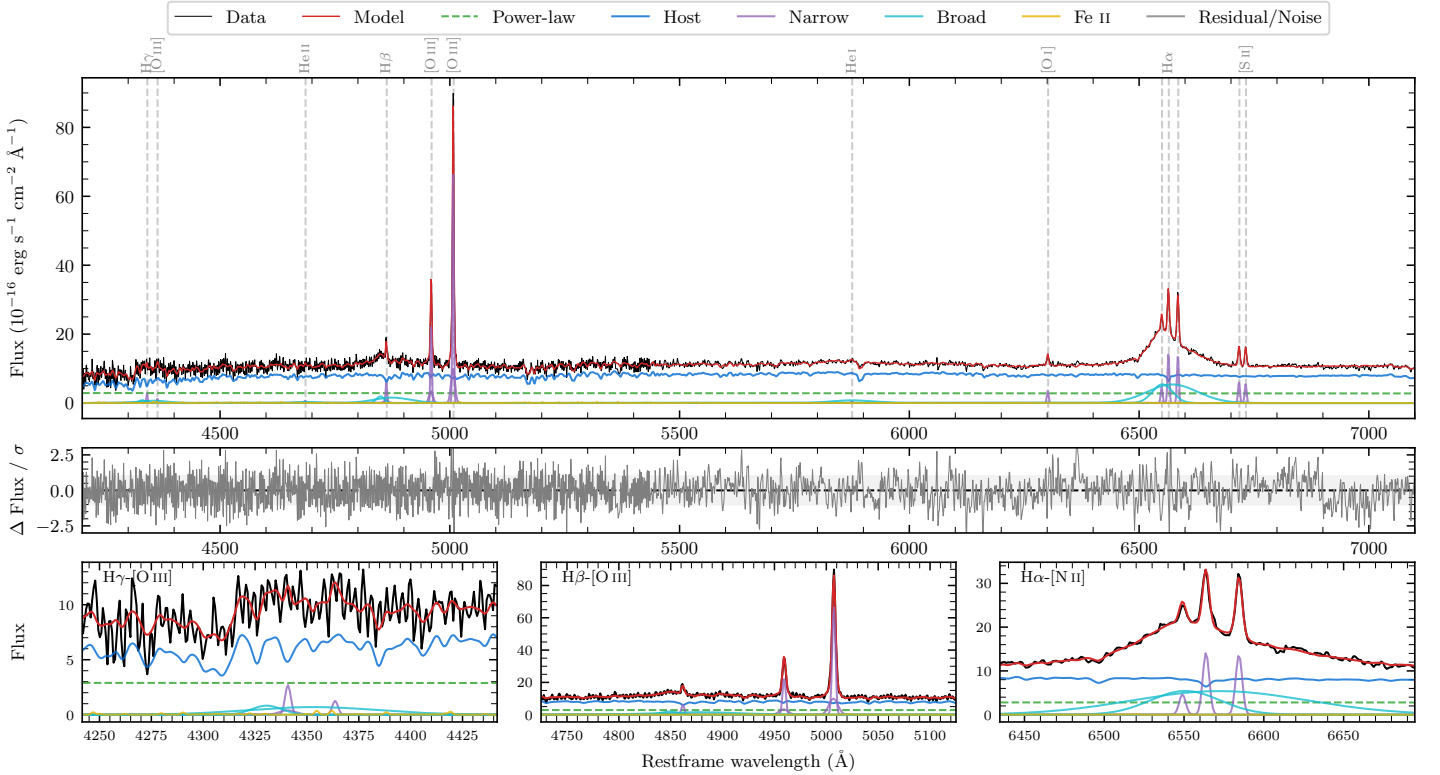 Data Model Power-law Host Narrow Broad Fe II Residual/Noise
Hγ [O III] He II Hβ [O III] [O III] He I [O I] Hα [S II]
Flux (10⁻¹⁶ erg s⁻¹ cm⁻² Å⁻¹)
80
60
40
20
0
4500 5000 5500 6000 6500 7000
Δ Flux / σ
2.5
0.0
−2.5
4500 5000 5500 6000 6500 7000
Flux
Hγ-[O III]
10
5
0
4250 4275 4300 4325 4350 4375 4400 4425
Hβ-[O III]
80
60
40
20
0
4750 4800 4850 4900 4950 5000 5050 5100
Hα-[N II]
30
20
10
0
6450 6500 6550 6600 6650
Restframe wavelength (Å)